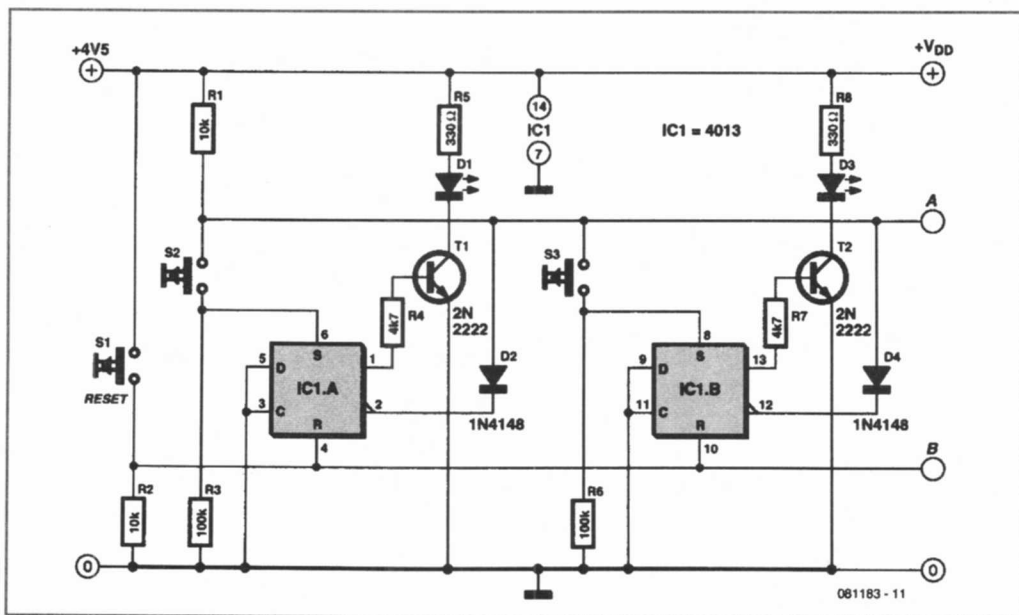 +4V5
+VDD
R1
10k
R5
330Ω
14
IC1
7
IC1 = 4013
R8
330Ω
D1
D3
A
S2
T1
S3
T2
R4
4k7
2N
2222
R7
4k7
2N
2222
S1
RESET
6
S
5
D
1
IC1.A
3
C
2
R
4
D2
1N4148
8
S
9
D
13
IC1.B
11
C
12
R
10
D4
1N4148
B
R2
10k
R3
100k
R6
100k
0
0
081183 - 11